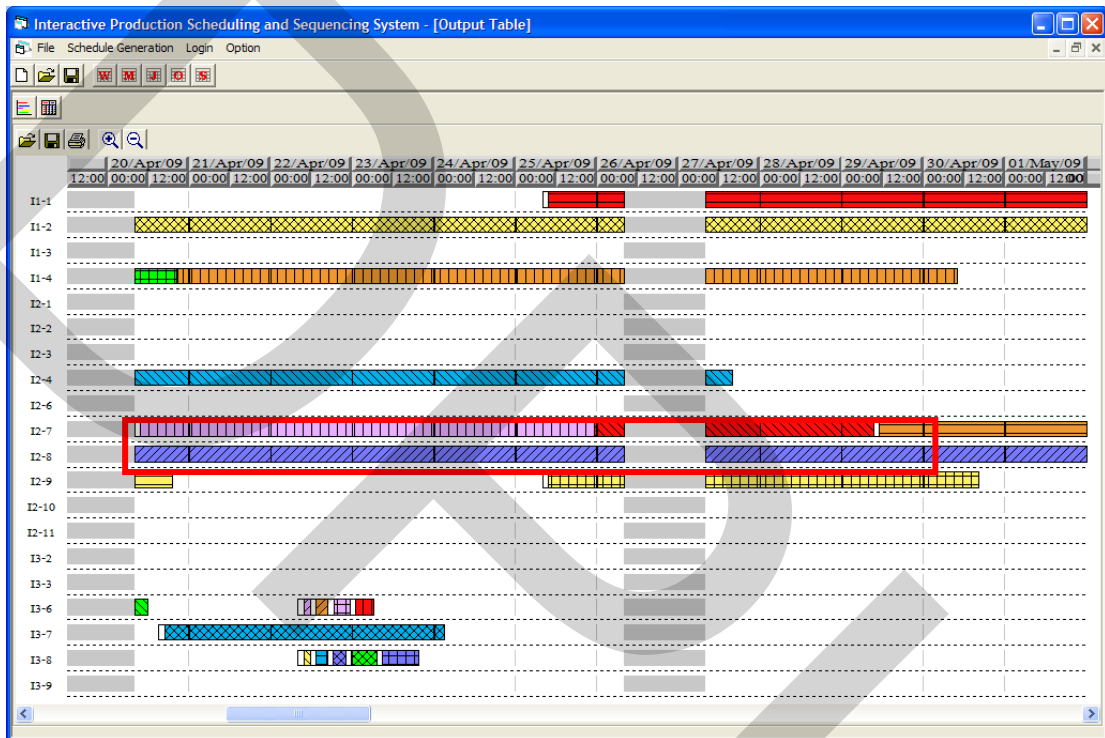 Interactive Production Scheduling and Sequencing System - [Output Table]
File Schedule Generation Login Option
W M J O S
20/Apr/09 21/Apr/09 22/Apr/09 23/Apr/09 24/Apr/09 25/Apr/09 26/Apr/09 27/Apr/09 28/Apr/09 29/Apr/09 30/Apr/09 01/May/09
12:00 00:00 12:00 00:00 12:00 00:00 12:00 00:00 12:00 00:00 12:00 00:00 12:00 00:00 12:00 00:00 12:00 00:00 12:00 00:00 12:00 00:00 12:00 00:00 12:00
I1-1
I1-2
I1-3
I1-4
I2-1
I2-2
I2-3
I2-4
I2-6
I2-7
I2-8
I2-9
I2-10
I2-11
I3-2
I3-3
I3-6
I3-7
I3-8
I3-9